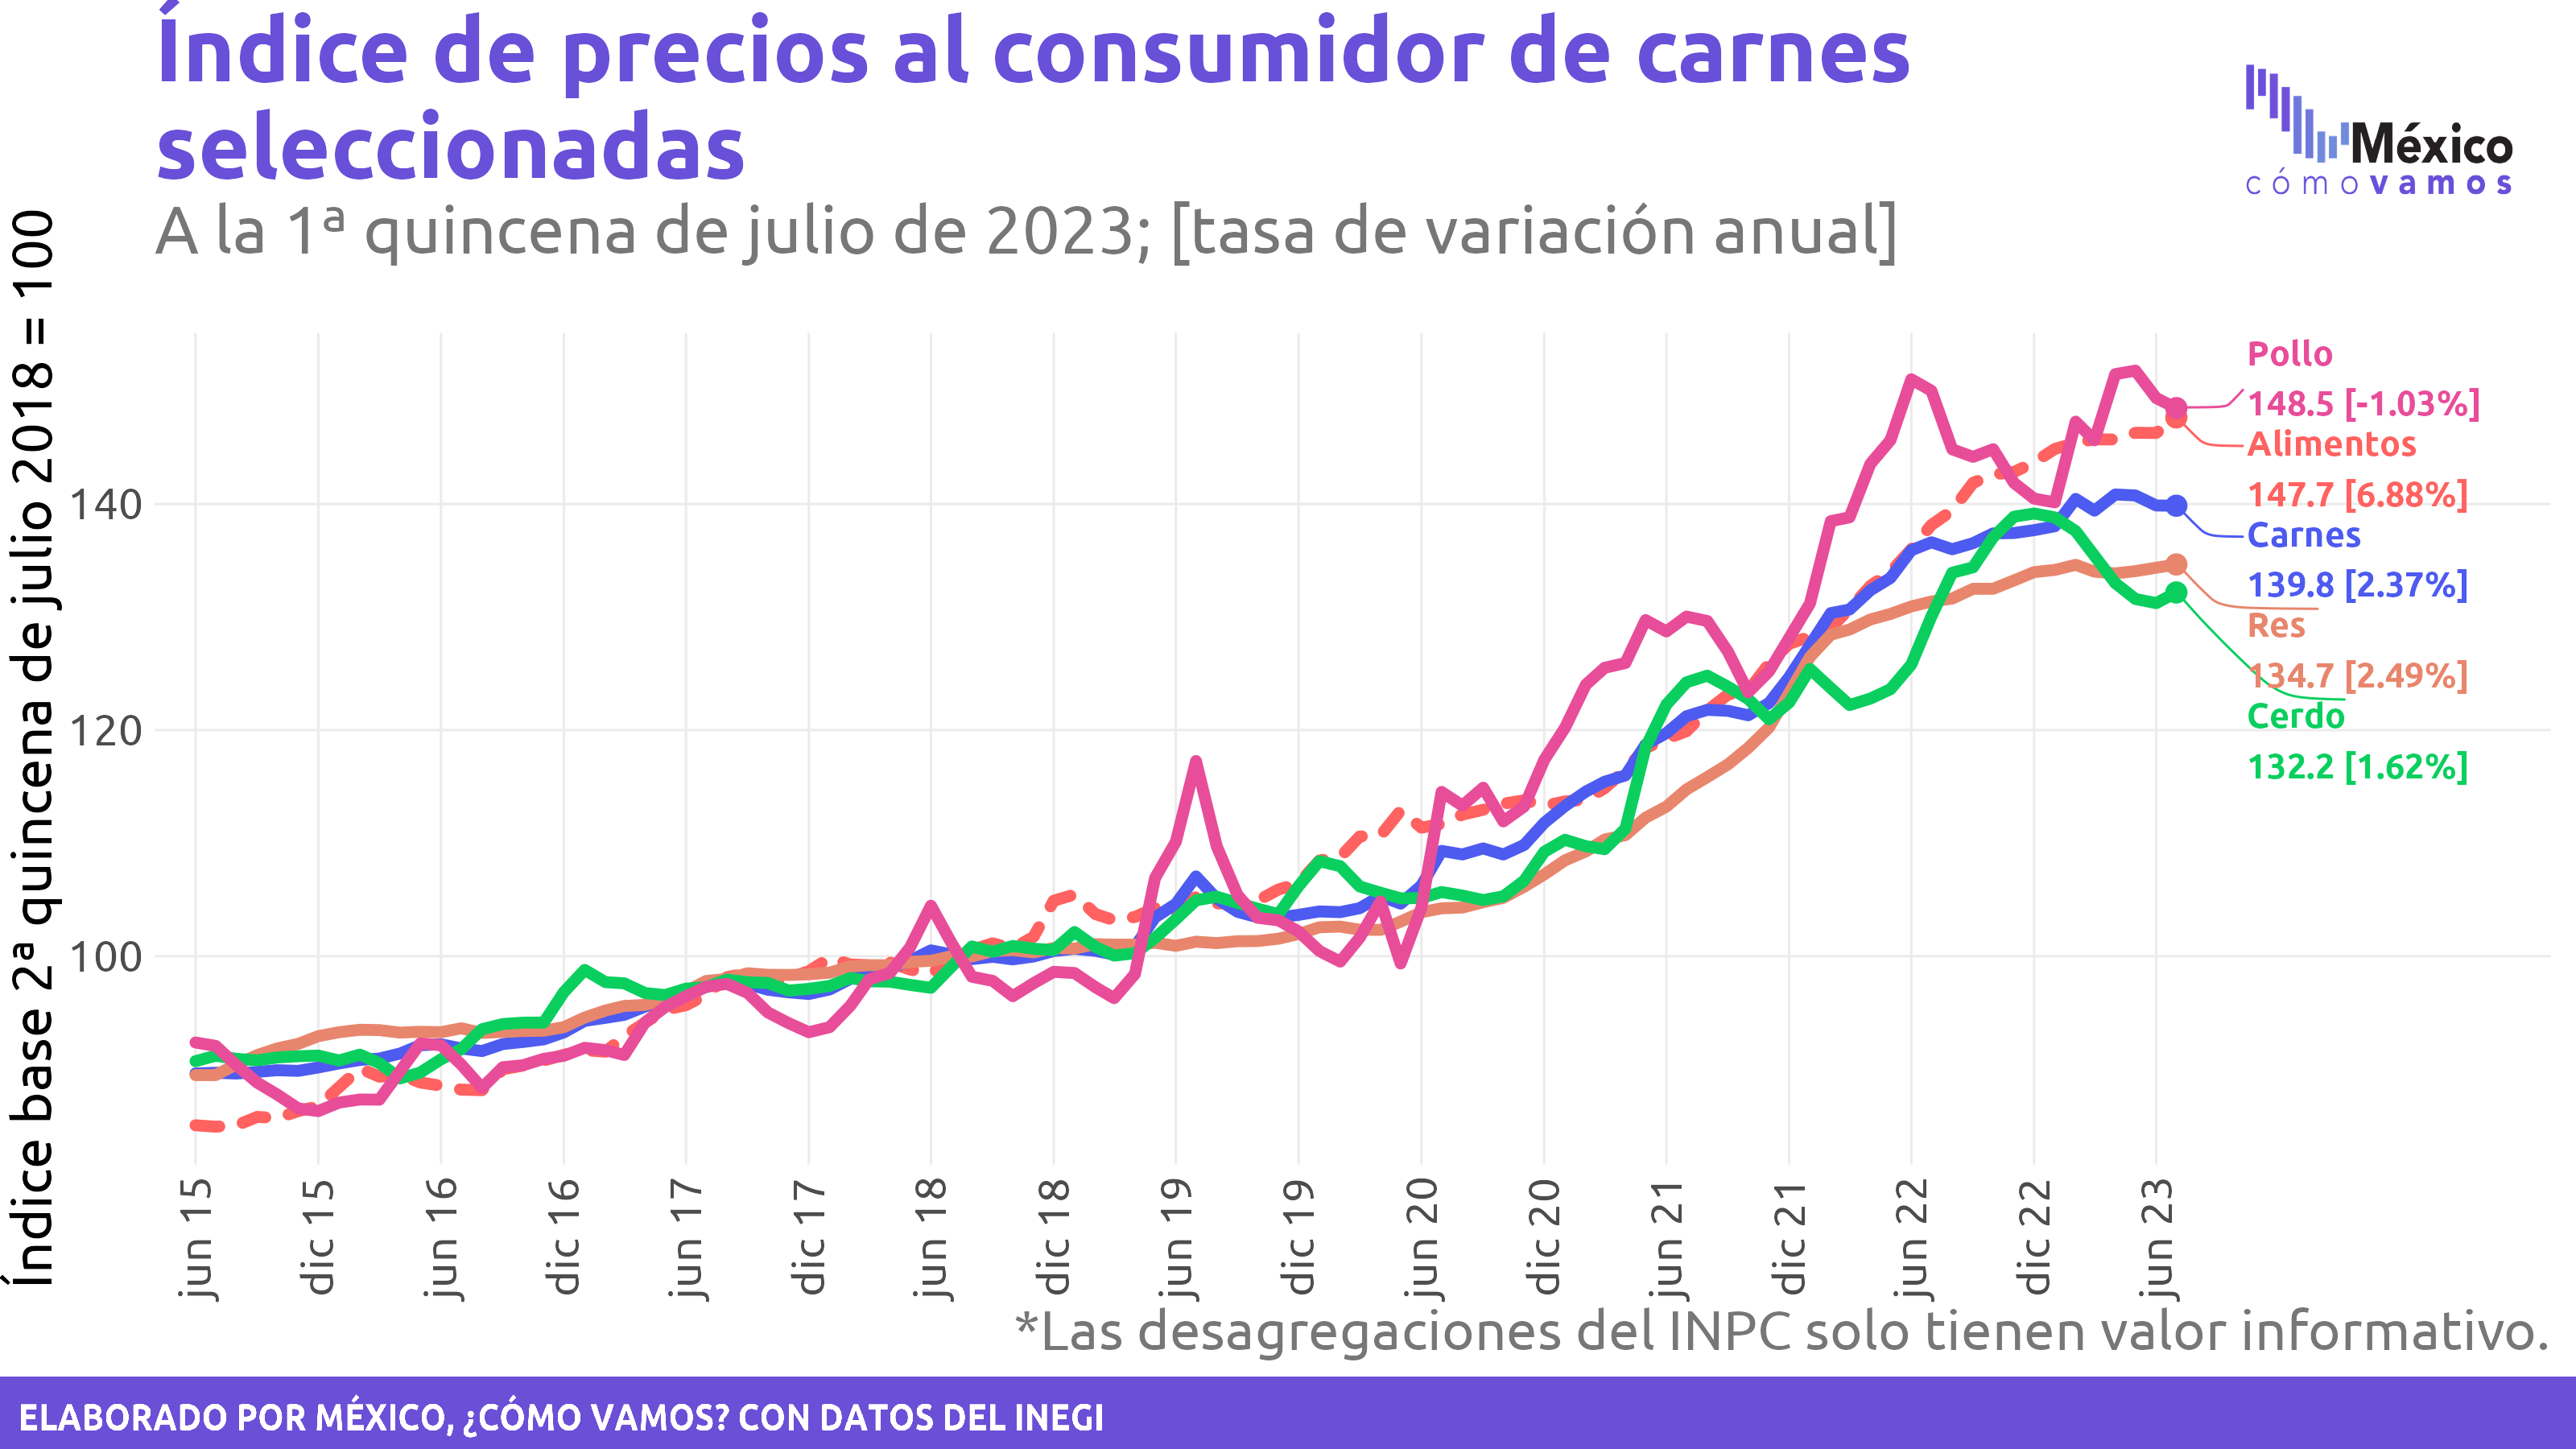 Índice de precios al consumidor de carnes
seleccionadas
A la 1ª quincena de julio de 2023; [tasa de variación anual]
México
cómo vamos
Índice base 2ª quincena de julio 2018 = 100
140
120
100
Pollo
148.5 [-1.03%]
Alimentos
147.7 [6.88%]
Carnes
139.8 [2.37%]
Res
134.7 [2.49%]
Cerdo
132.2 [1.62%]
jun 15
dic 15
jun 16
dic 16
jun 17
dic 17
jun 18
dic 18
jun 19
dic 19
jun 20
dic 20
jun 21
dic 21
jun 22
dic 22
jun 23
*Las desagregaciones del INPC solo tienen valor informativo.
ELABORADO POR MÉXICO, ¿CÓMO VAMOS? CON DATOS DEL INEGI